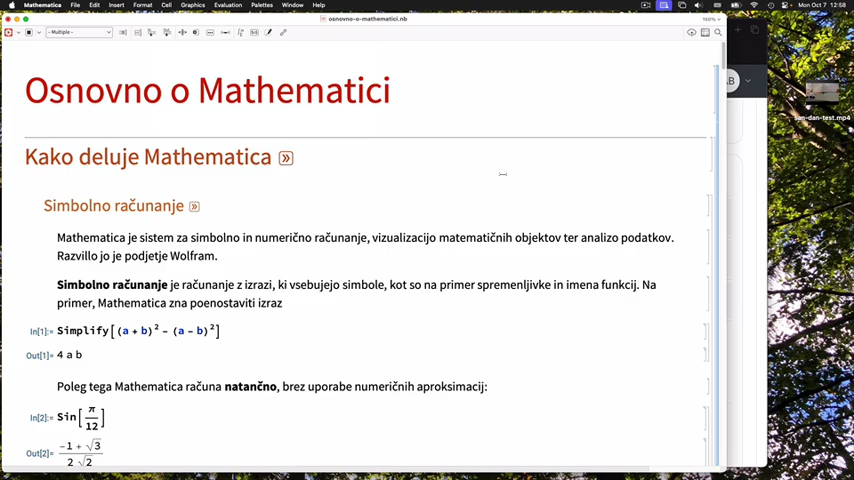 Mathematica File Edit Insert Format Cell Graphics Evaluation Palettes Window Help
Mon Oct 7 12:58
osnovno-o-mathematici.nb
160%
- Multiple -
Osnovno o Mathematici
Kako deluje Mathematica
Simbolno računanje
Mathematica je sistem za simbolno in numerično računanje, vizualizacijo matematičnih objektov ter analizo podatkov.
Razvilo jo je podjetje Wolfram.
Simbolno računanje je računanje z izrazi, ki vsebujejo simbole, kot so na primer spremenljivke in imena funkcij. Na
primer, Mathematica zna poenostaviti izraz
In[1]:= Simplify[(a + b)² – (a – b)²]
Out[1]= 4 a b
Poleg tega Mathematica računa natančno, brez uporabe numeričnih aproksimacij:
In[2]:= Sin[π/12]
Out[2]= (-1 + √3)/(2 √2)